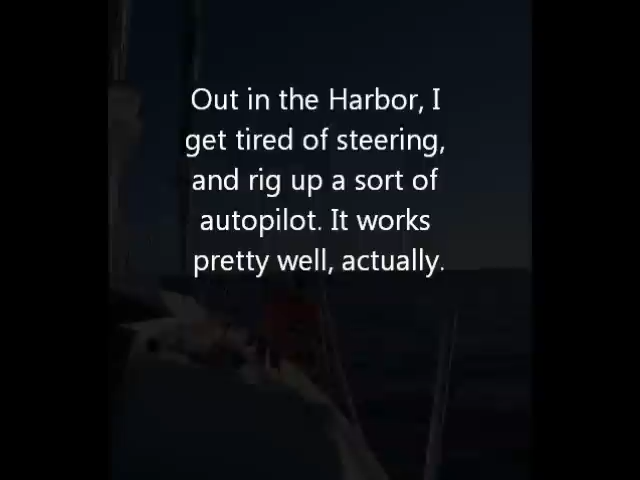 Out in the Harbor, I
get tired of steering,
and rig up a sort of
autopilot. It works
pretty well, actually.